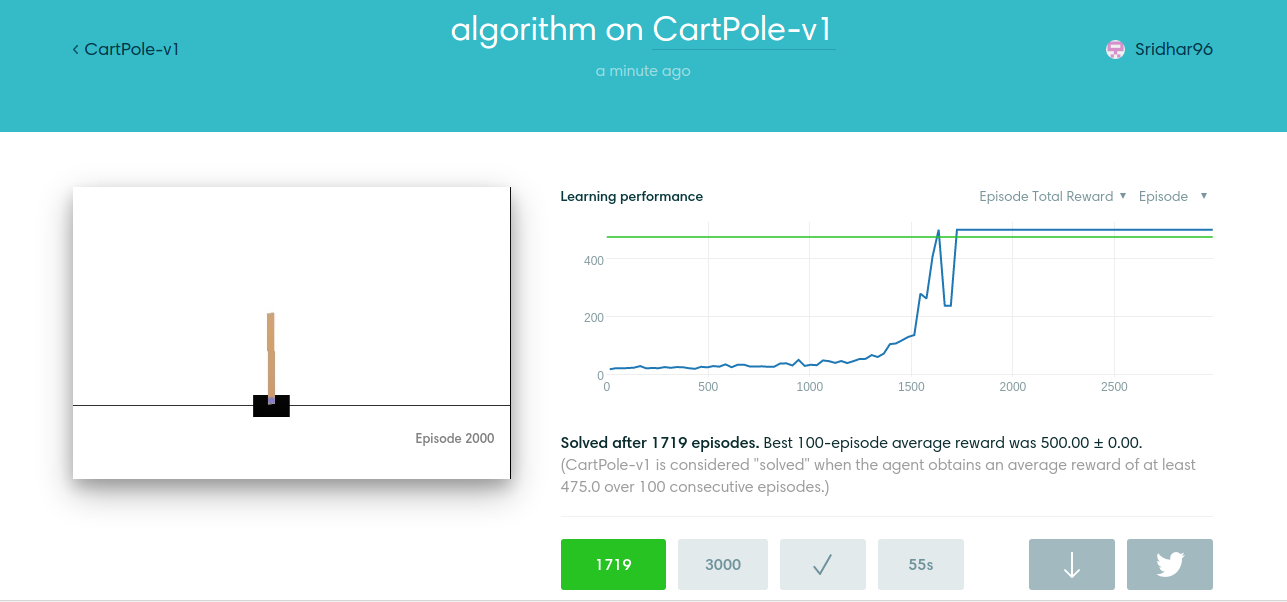 algorithm on CartPole-v1
‹ CartPole-v1
Sridhar96
a minute ago
Episode 2000
Learning performance
Episode Total Reward ▼ Episode ▼
400
200
0
0 500 1000 1500 2000 2500
Solved after 1719 episodes. Best 100-episode average reward was 500.00 ± 0.00.
(CartPole-v1 is considered "solved" when the agent obtains an average reward of at least
475.0 over 100 consecutive episodes.)
1719 3000 55s